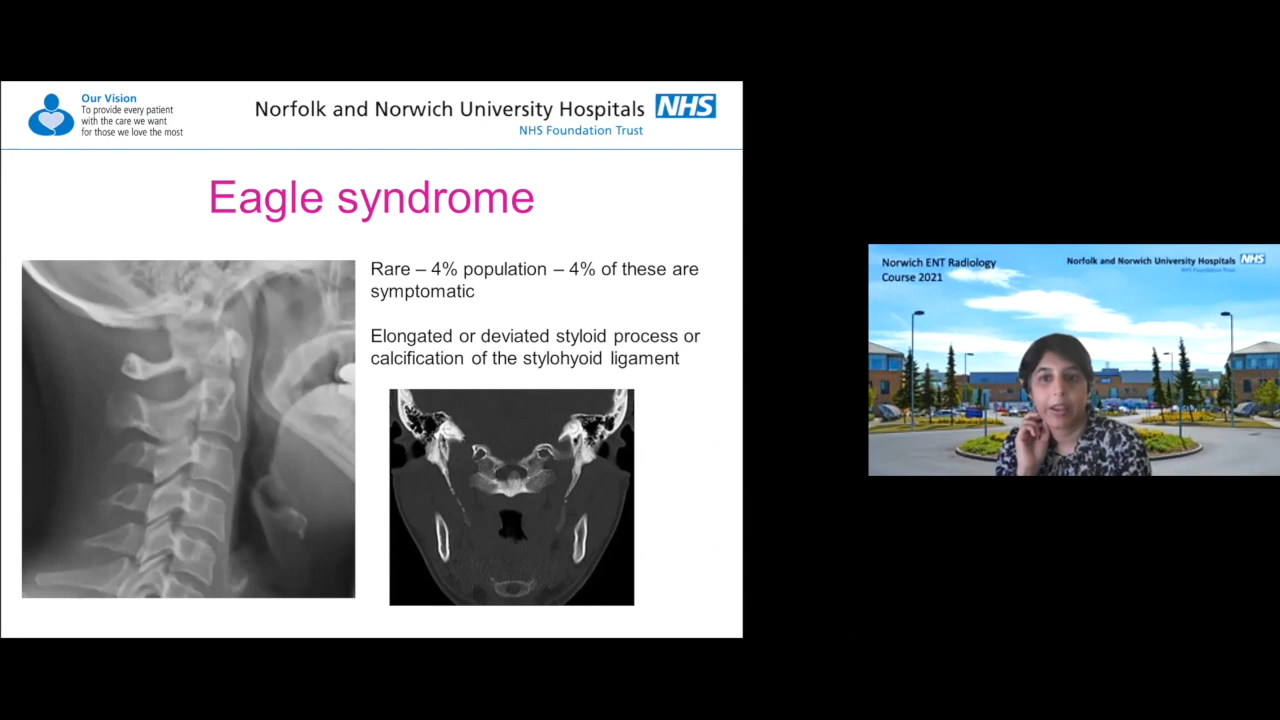 Our Vision
To provide every patient
with the care we want
for those we love the most
Norfolk and Norwich University Hospitals NHS
NHS Foundation Trust
Eagle syndrome
Rare – 4% population – 4% of these are
symptomatic
Elongated or deviated styloid process or
calcification of the stylohyoid ligament
Norwich ENT Radiology
Course 2021
Norfolk and Norwich University Hospitals NHS
NHS Foundation Trust